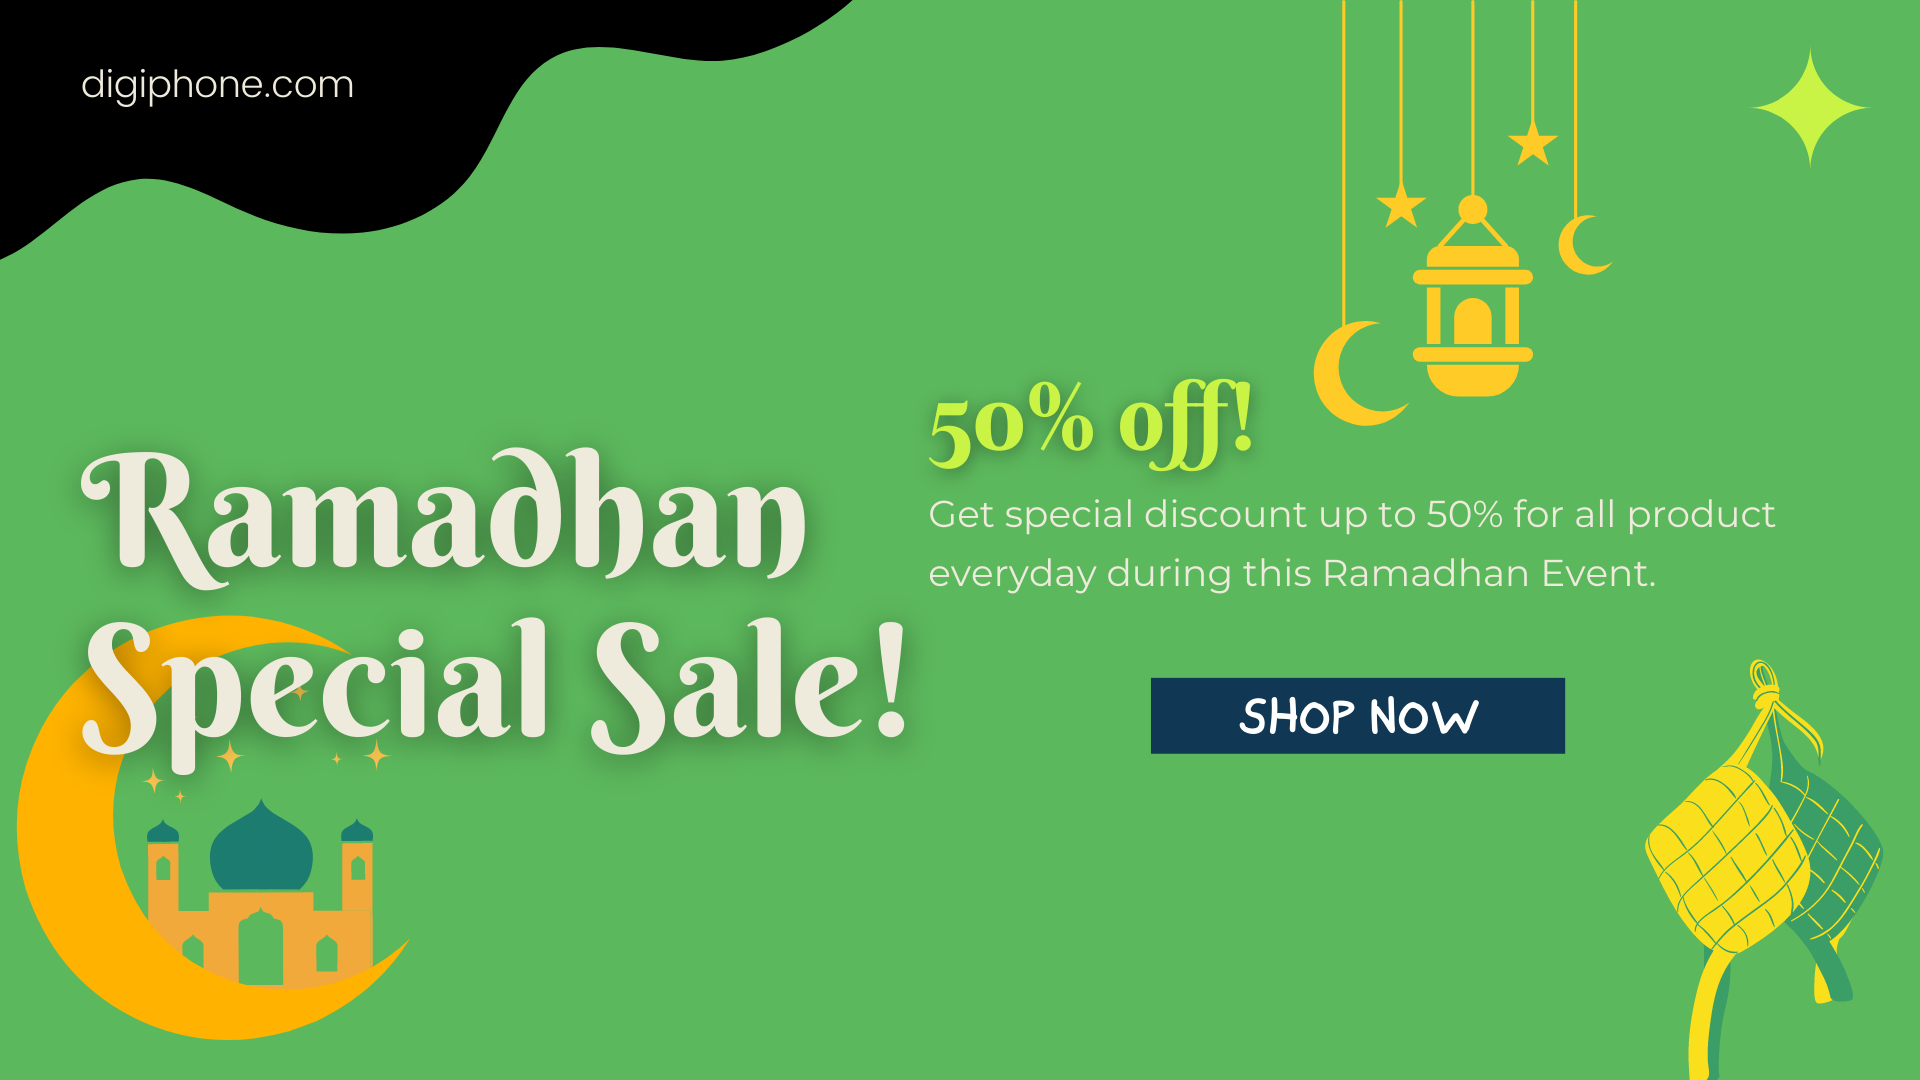 digiphone.com
Ramadhan
Special Sale!
50% off!
Get special discount up to 50% for all product
everyday during this Ramadhan Event.
SHOP NOW